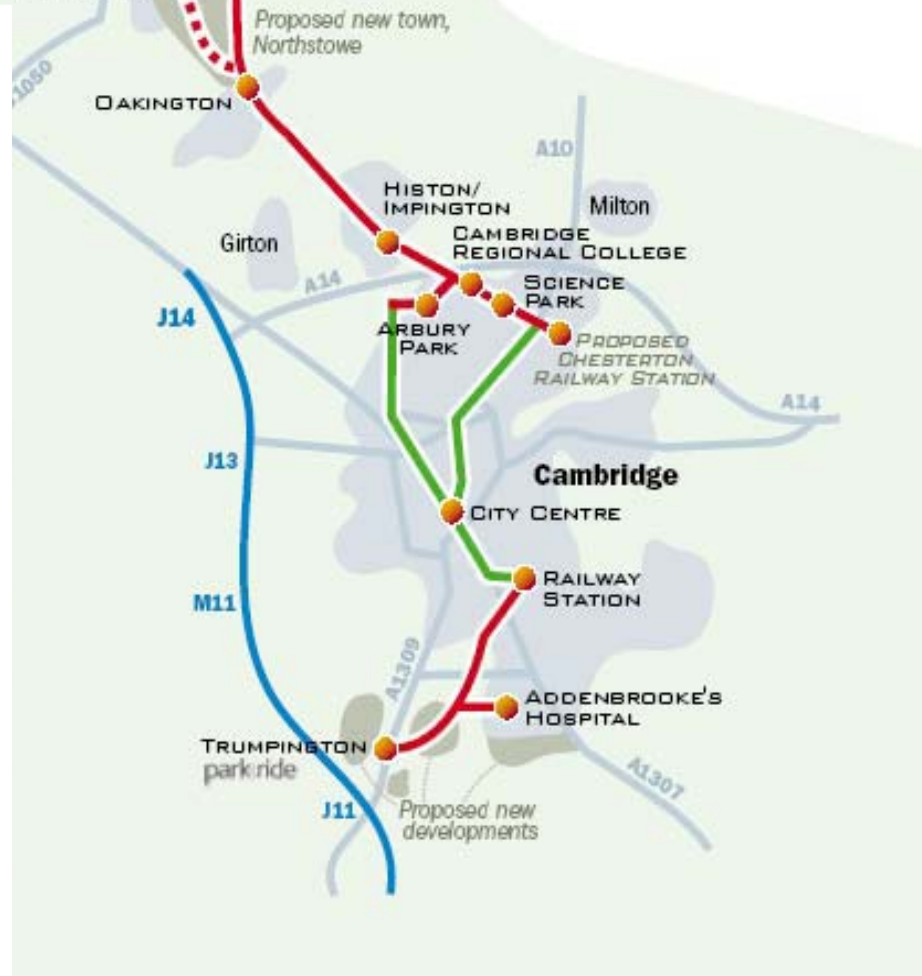 Proposed new town,
Northstowe
A1050
OAKINGTON
A10
HISTON/
IMPINGTON
Milton
Girton
CAMBRIDGE
REGIONAL COLLEGE
A14
SCIENCE
PARK
J14
ARBURY
PARK
PROPOSED
CHESTERTON
RAILWAY STATION
A14
J13
Cambridge
CITY CENTRE
RAILWAY
STATION
M11
A1309
ADDENBROOKE'S
HOSPITAL
TRUMPINGTON
park:ride
A1307
J11
Proposed new
developments